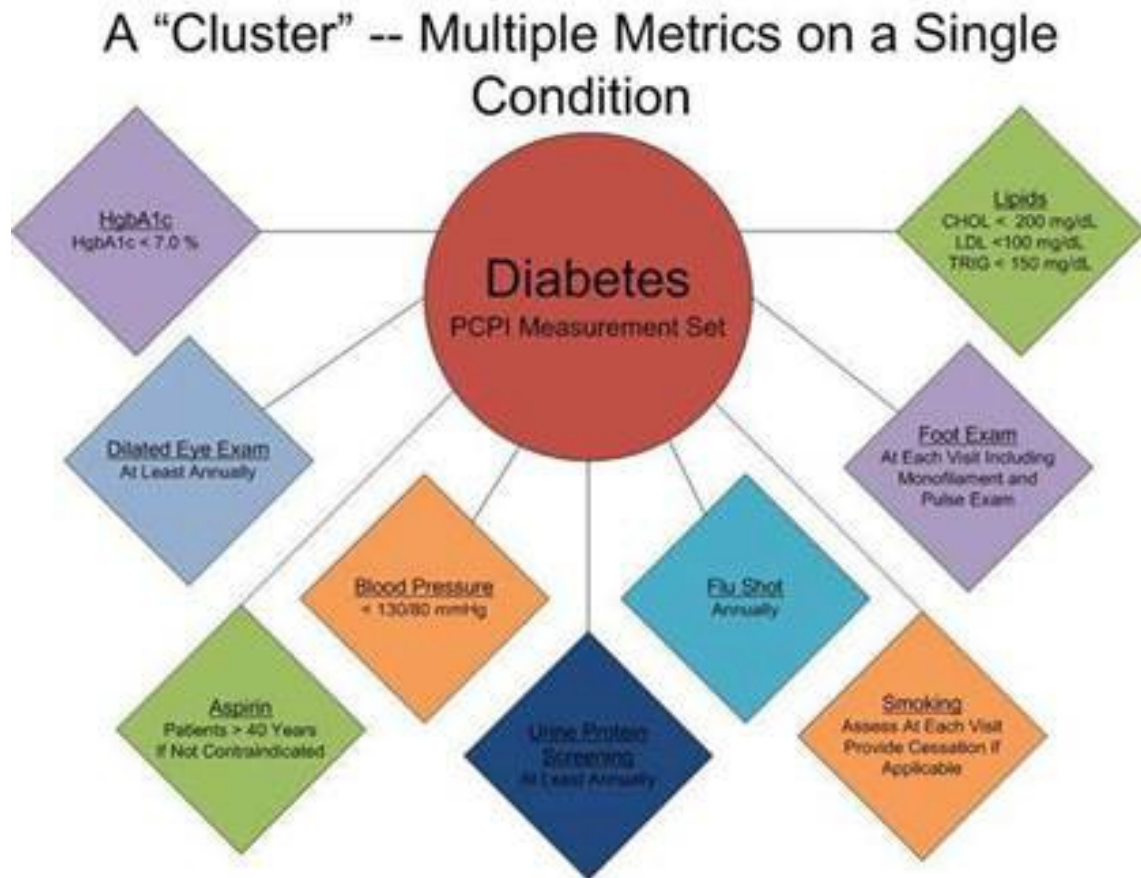 A “Cluster” -- Multiple Metrics on a Single
Condition
Diabetes
PCPI Measurement Set
HgbA1c
HgbA1c < 7.0 %
Lipids
CHOL < 200 mg/dL
LDL <100 mg/dL
TRIG < 150 mg/dL
Dilated Eye Exam
At Least Annually
Foot Exam
At Each Visit Including
Monofilament and
Pulse Exam
Blood Pressure
< 130/80 mmHg
Flu Shot
Annually
Aspirin
Patients > 40 Years
If Not Contraindicated
Urine Protein
Screening
At Least Annually
Smoking
Assess At Each Visit
Provide Cessation if
Applicable